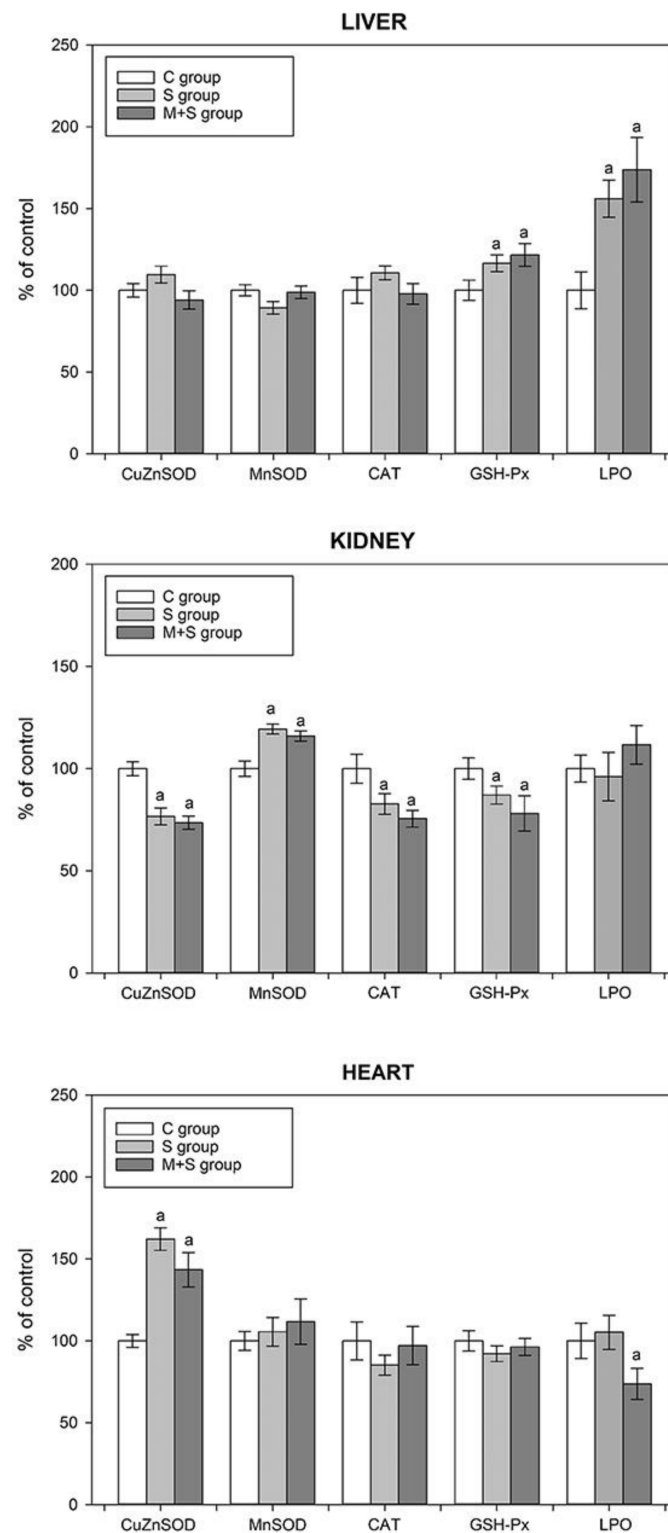 LIVER
250
200
150
100
50
0
% of control
C group
S group
M+S group
a a
a a
CuZnSOD MnSOD CAT GSH-Px LPO
KIDNEY
200
150
100
50
0
% of control
C group
S group
M+S group
a a
a a
a a
a a
CuZnSOD MnSOD CAT GSH-Px LPO
HEART
250
200
150
100
50
0
% of control
C group
S group
M+S group
a a
a
CuZnSOD MnSOD CAT GSH-Px LPO